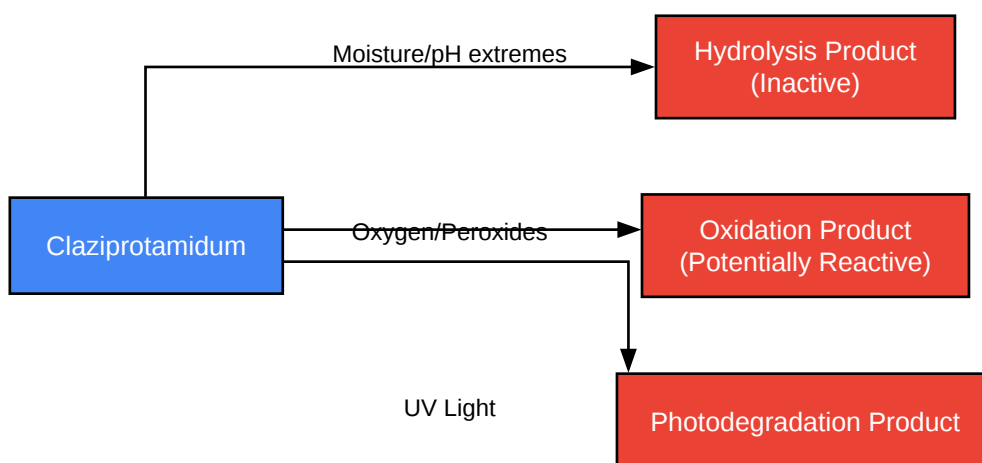 Moisture/pH extremes
Hydrolysis Product
(Inactive)
Claziprotamidum
Oxygen/Peroxides
Oxidation Product
(Potentially Reactive)
UV Light
Photodegradation Product